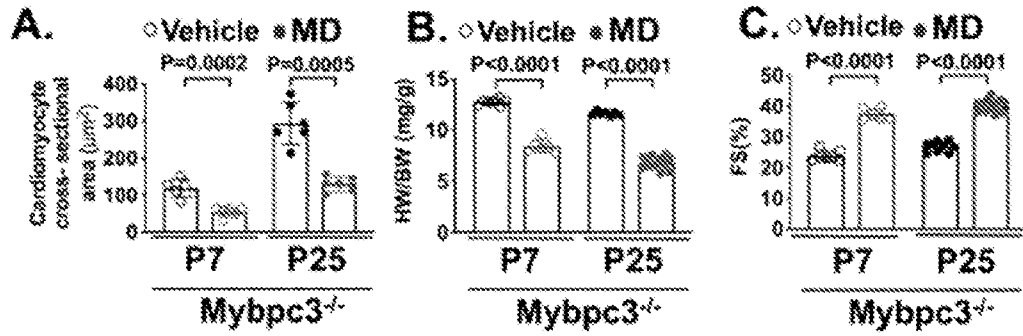 A. ○ Vehicle ● MD
P=0.0002 P=0.0005
Cardiomyocyte
cross- sectional
area (um²)
400
300
200
100
0
P7 P25
Mybpc3-/-
B. ○ Vehicle ● MD
P<0.0001 P<0.0001
HW/BW (mg/g)
15
10
5
0
P7 P25
Mybpc3-/-
C. ○ Vehicle ● MD
P<0.0001 P<0.0001
FS(%)
50
40
30
20
10
0
P7 P25
Mybpc3-/-